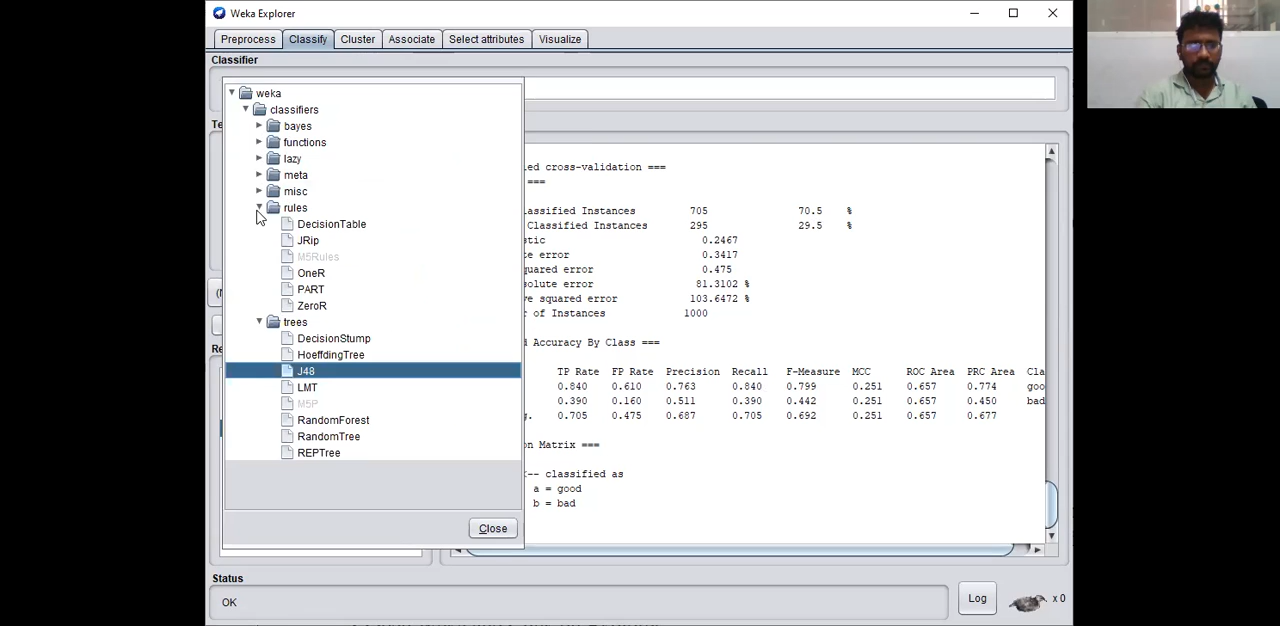 Weka Explorer
Preprocess Classify Cluster Associate Select attributes Visualize
Classifier
weka
classifiers
bayes
functions
lazy
meta
misc
rules
DecisionTable
JRip
M5Rules
OneR
PART
ZeroR
trees
DecisionStump
HoeffdingTree
J48
LMT
M5P
RandomForest
RandomTree
REPTree
Close
ed cross-validation ===
===
assified Instances 705 70.5 %
Classified Instances 295 29.5 %
stic 0.2467
te error 0.3417
quared error 0.475
solute error 81.3102 %
ve squared error 103.6472 %
r of Instances 1000
d Accuracy By Class ===
TP Rate FP Rate Precision Recall F-Measure MCC ROC Area PRC Area Cla
0.840 0.610 0.763 0.840 0.799 0.251 0.657 0.774 goo
0.390 0.160 0.511 0.390 0.442 0.251 0.657 0.450 bad
g. 0.705 0.475 0.687 0.705 0.692 0.251 0.657 0.677
on Matrix ===
-- classified as
a = good
b = bad
Status
OK
Log
x 0